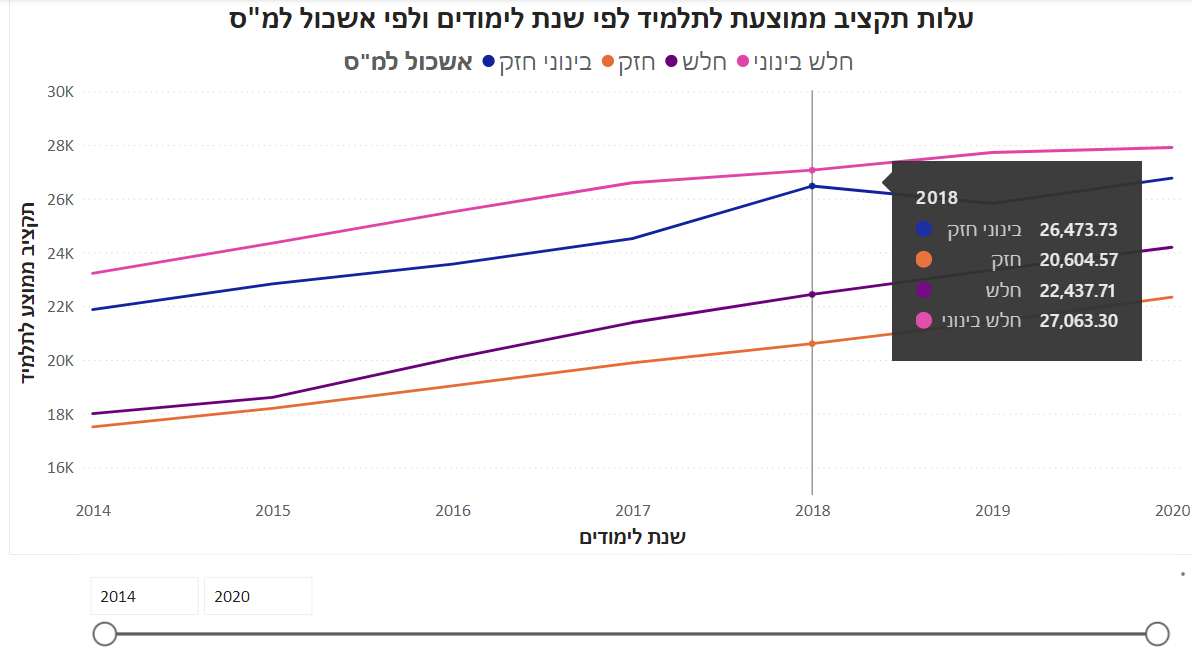 עלות תקציב ממוצעת לתלמיד לפי שנת לימודים ולפי אשכול למ"ס
אשכול למ"ס בינוני חזק חזק חלש חלש בינוני
תקציב ממוצע לתלמיד
30K
28K
26K
24K
22K
20K
18K
16K
2018
בינוני חזק 26,473.73
חזק 20,604.57
חלש 22,437.71
חלש בינוני 27,063.30
2014 2015 2016 2017 2018 2019 2020
שנת לימודים
2014 2020